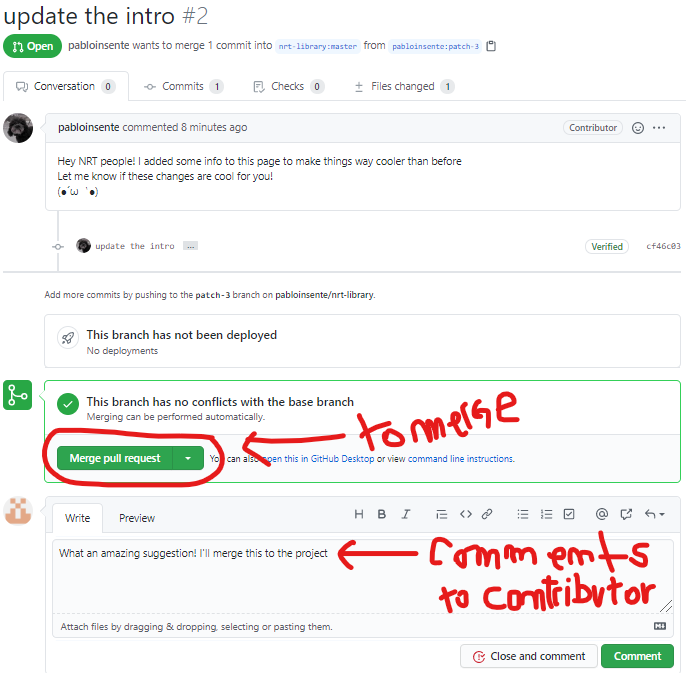 update the intro #2
Open pabloinsente wants to merge 1 commit into nrt-library:master from pabloinsente:patch-3
Conversation 0 Commits 1 Checks 0 Files changed 1
pabloinsente commented 8 minutes ago Contributor ...
Hey NRT people! I added some info to this page to make things way cooler than before
Let me know if these changes are cool for you!
(●´ω`●)
update the intro ... Verified cf46c03
Add more commits by pushing to the patch-3 branch on pabloinsente/nrt-library.
This branch has not been deployed
No deployments
This branch has no conflicts with the base branch
Merging can be performed automatically.
to merge
Merge pull request You can also open this in GitHub Desktop or view command line instructions.
Write Preview H B I
What an amazing suggestion! I'll merge this to the project
Comments
to contributor
Attach files by dragging & dropping, selecting or pasting them.
Close and comment Comment